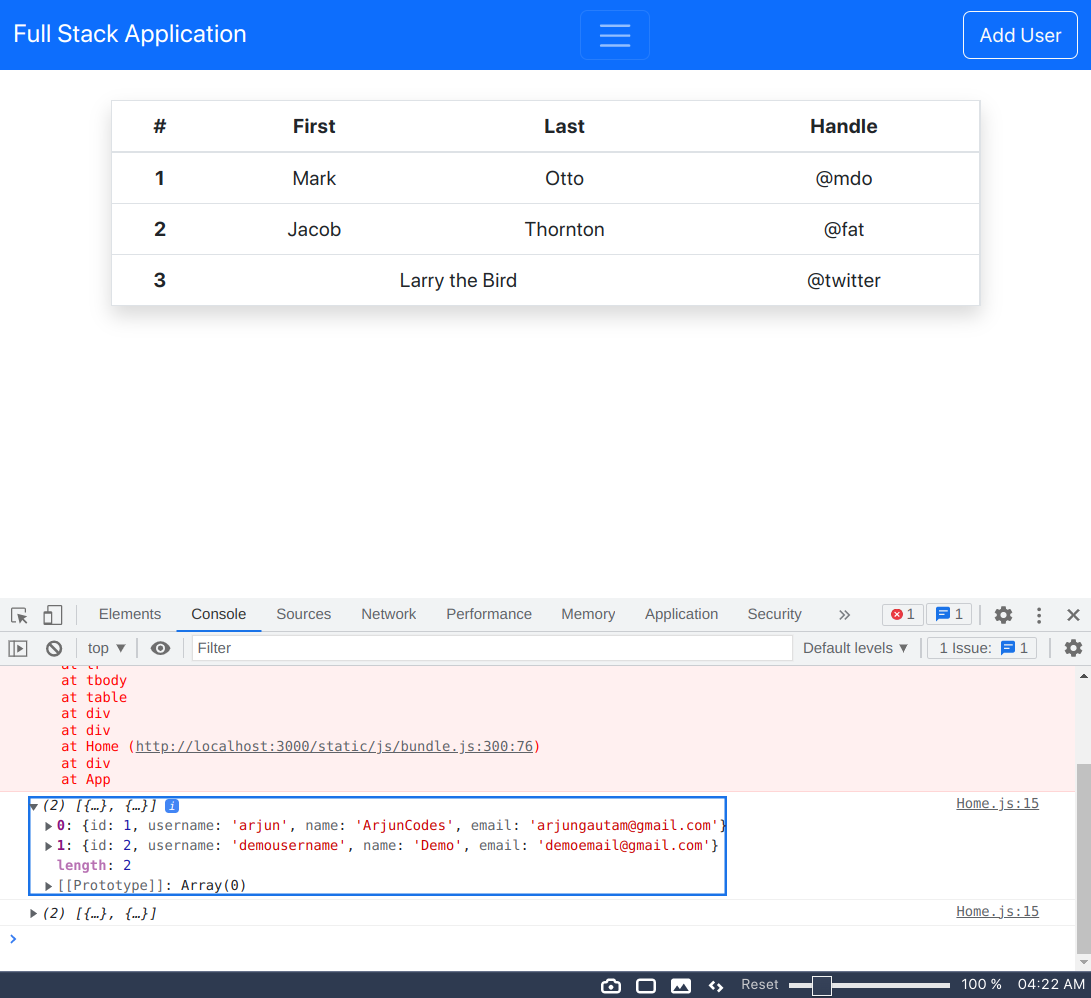 Full Stack Application
Add User
# First Last Handle
1 Mark Otto @mdo
2 Jacob Thornton @fat
3 Larry the Bird @twitter
Elements Console Sources Network Performance Memory Application Security 1 1
top Filter Default levels 1 Issue: 1
at tr
at tbody
at table
at div
at div
at Home (http://localhost:3000/static/js/bundle.js:300:76)
at div
at App
(2) [{…}, {…}] i Home.js:15
0: {id: 1, username: 'arjun', name: 'ArjunCodes', email: 'arjungautam@gmail.com'}
1: {id: 2, username: 'demousername', name: 'Demo', email: 'demoemail@gmail.com'}
length: 2
[[Prototype]]: Array(0)
(2) [{…}, {…}] Home.js:15
Reset 100 % 04:22 AM